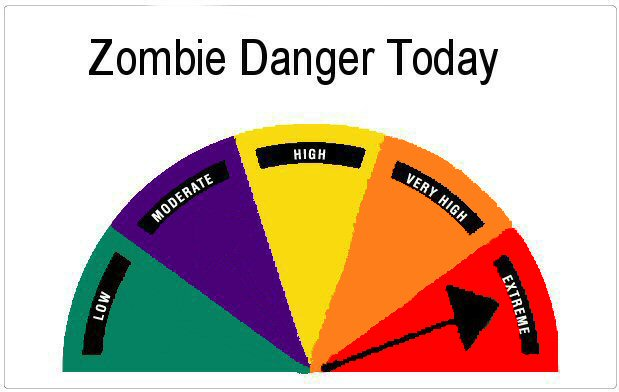 Zombie Danger Today
LOW
MODERATE
HIGH
VERY HIGH
EXTREME